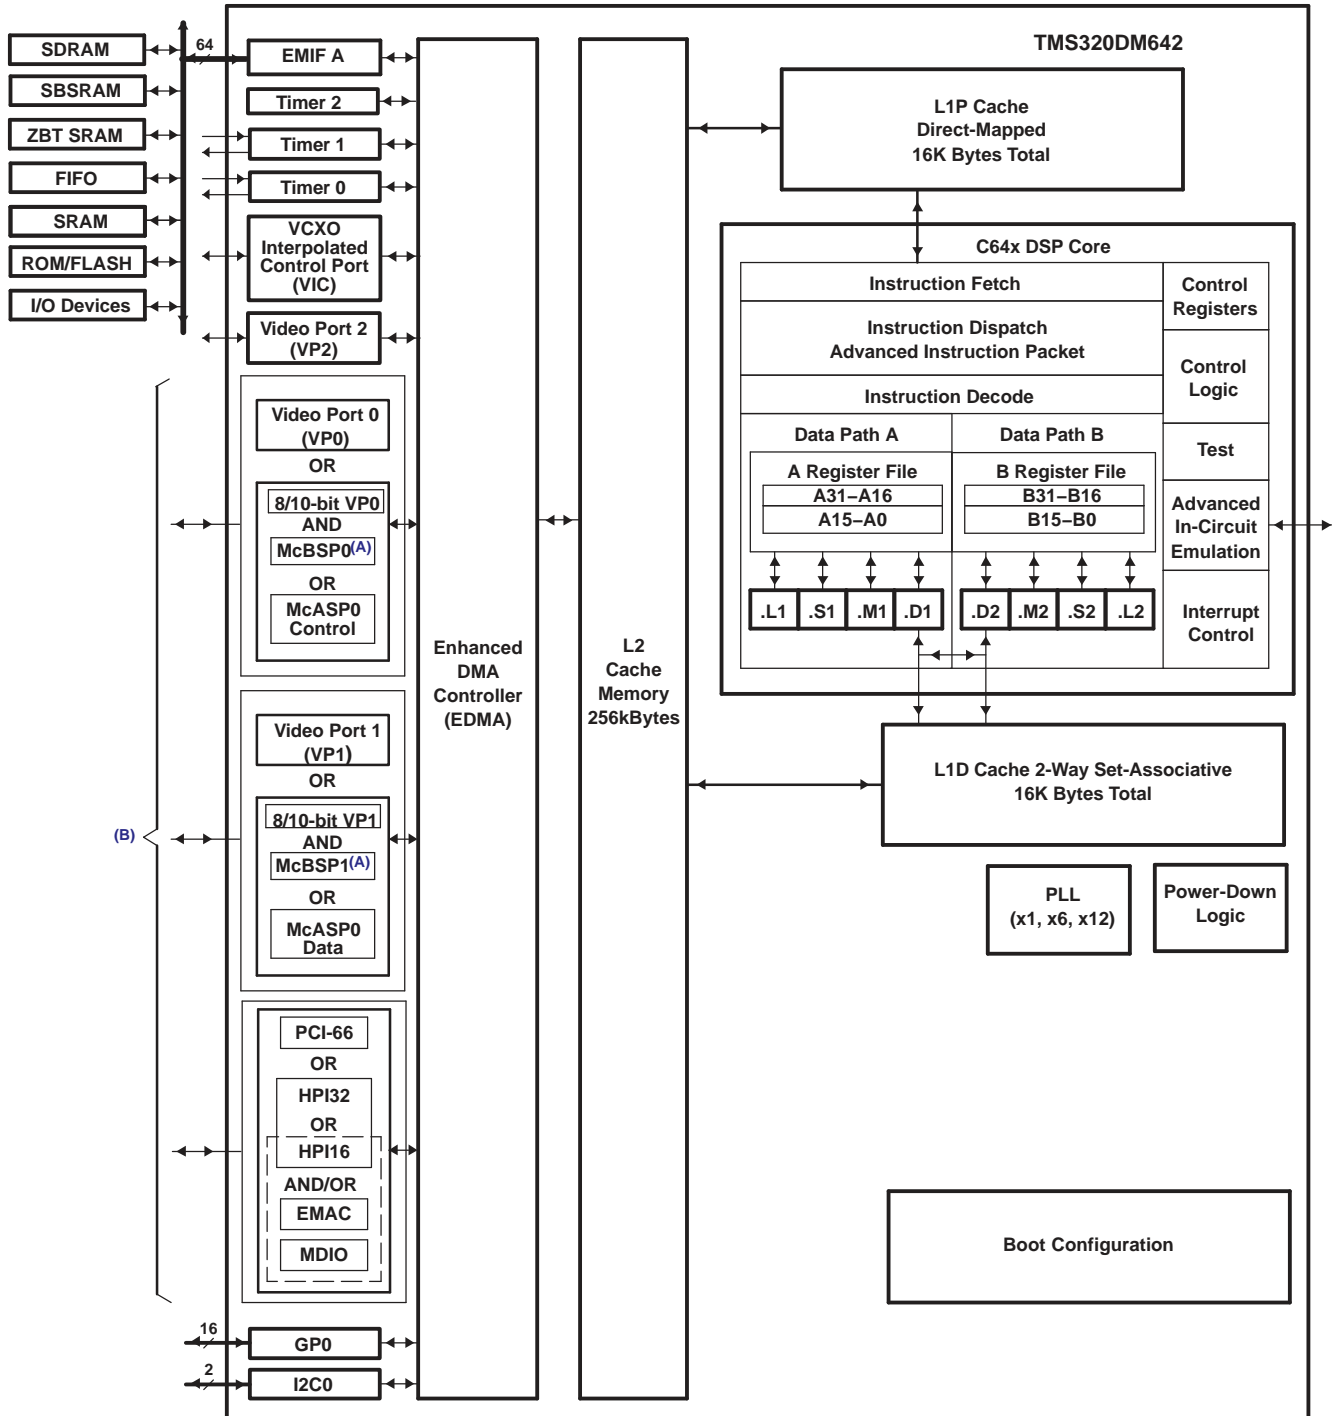 TMS320DM642
SDRAM
SBSRAM
ZBT SRAM
FIFO
SRAM
ROM/FLASH
I/O Devices
64
EMIF A
Timer 2
Timer 1
Timer 0
VCXO
Interpolated
Control Port
(VIC)
Video Port 2
(VP2)
Video Port 0
(VP0)
OR
8/10-bit VP0
AND
McBSP0(A)
OR
McASP0
Control
Video Port 1
(VP1)
OR
8/10-bit VP1
AND
McBSP1(A)
OR
McASP0
Data
(B)
PCI-66
OR
HPI32
OR
HPI16
AND/OR
EMAC
MDIO
16
GP0
2
I2C0
Enhanced
DMA
Controller
(EDMA)
L2
Cache
Memory
256kBytes
L1P Cache
Direct-Mapped
16K Bytes Total
C64x DSP Core
Instruction Fetch
Instruction Dispatch
Advanced Instruction Packet
Instruction Decode
Data Path A
A Register File
A31–A16
A15–A0
.L1
.S1
.M1
.D1
Data Path B
B Register File
B31–B16
B15–B0
.D2
.M2
.S2
.L2
Control
Registers
Control
Logic
Test
Advanced
In-Circuit
Emulation
Interrupt
Control
L1D Cache 2-Way Set-Associative
16K Bytes Total
PLL
(x1, x6, x12)
Power-Down
Logic
Boot Configuration